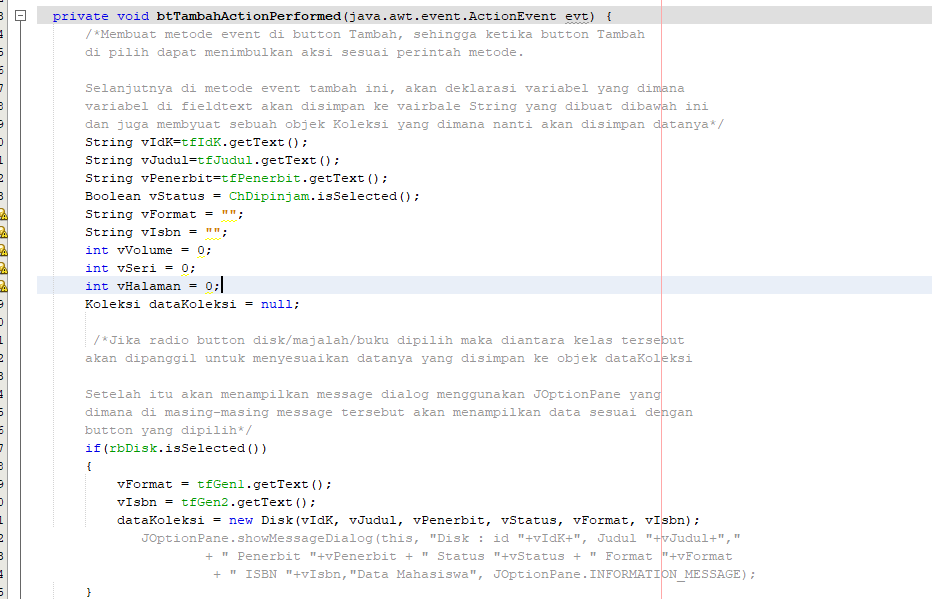 private void btTambahActionPerformed(java.awt.event.ActionEvent evt) {
/*Membuat metode event di button Tambah, sehingga ketika button Tambah
di pilih dapat menimbulkan aksi sesuai perintah metode.
Selanjutnya di metode event tambah ini, akan deklarasi variabel yang dimana
variabel di fieldtext akan disimpan ke vairbale String yang dibuat dibawah ini
dan juga membyuat sebuah objek Koleksi yang dimana nanti akan disimpan datanya*/
String vIdK=tfIdK.getText();
String vJudul=tfJudul.getText();
String vPenerbit=tfPenerbit.getText();
Boolean vStatus = ChDipinjam.isSelected();
String vFormat = "";
String vIsbn = "";
int vVolume = 0;
int vSeri = 0;
int vHalaman = 0;
Koleksi dataKoleksi = null;
/*Jika radio button disk/majalah/buku dipilih maka diantara kelas tersebut
akan dipanggil untuk menyesuaikan datanya yang disimpan ke objek dataKoleksi
Setelah itu akan menampilkan message dialog menggunakan JOptionPane yang
dimana di masing-masing message tersebut akan menampilkan data sesuai dengan
button yang dipilih*/
if(rbDisk.isSelected())
{
vFormat = tfGen1.getText();
vIsbn = tfGen2.getText();
dataKoleksi = new Disk(vIdK, vJudul, vPenerbit, vStatus, vFormat, vIsbn);
JOptionPane.showMessageDialog(this, "Disk : id "+vIdK+", Judul "+vJudul+","
+ " Penerbit "+vPenerbit + " Status "+vStatus + " Format "+vFormat
+ " ISBN "+vIsbn,"Data Mahasiswa", JOptionPane.INFORMATION_MESSAGE);
}